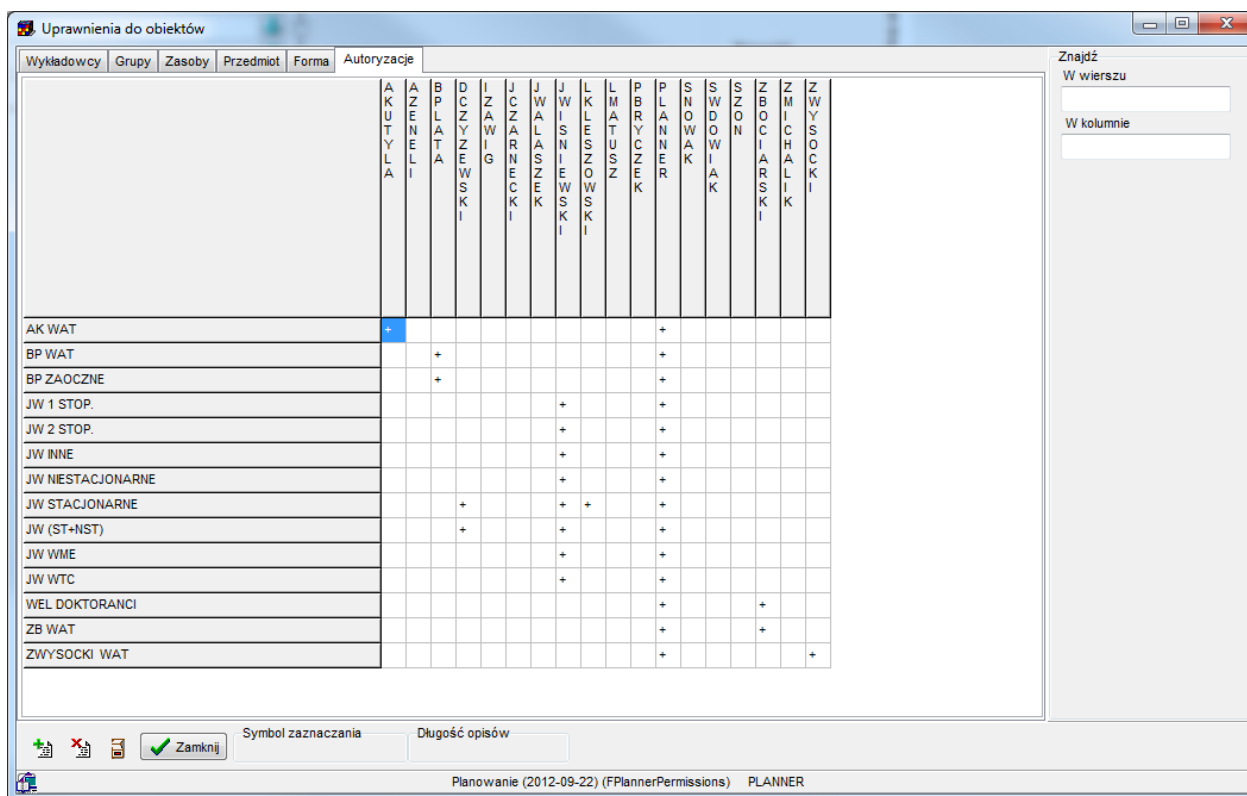 Uprawnienia do obiektów
Wykładowcy Grupy Zasoby Przedmiot Forma Autoryzacje
AKUTYLA
AZENELI
BPLATA
DCZYZEWSKI
IZAWIG
JCZARNECKI
JWALASZEK
JWISNIEWSKI
LKLESZOWSKI
LMATUSZ
PBRYCZEK
PLANNER
SNOWAK
SWDOWIAK
SZON
ZBOCIARSKI
ZMICHALIK
ZWYSOCKI
AK WAT + +
BP WAT + +
BP ZAOCZNE + +
JW 1 STOP. + +
JW 2 STOP. + +
JW INNE + +
JW NIESTACJONARNE + +
JW STACJONARNE + + + +
JW (ST+NST) + + +
JW WME + +
JW WTC + +
WEL DOKTORANCI + +
ZB WAT + +
ZWYSOCKI WAT + +
Znajdź
W wierszu
W kolumnie
Zamknij
Symbol zaznaczania
Długość opisów
Planowanie (2012-09-22) (FPlannerPermissions) PLANNER